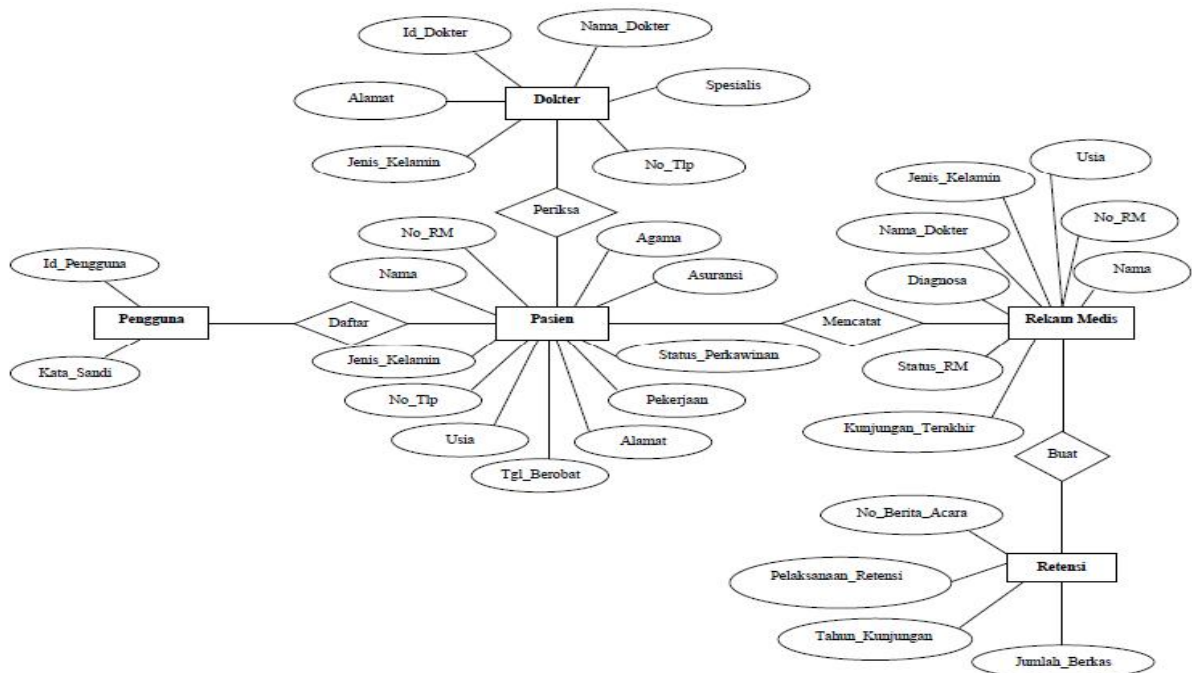 Id_Dokter
Nama_Dokter
Alamat
Dokter
Spesialis
Jenis_Kelamin
No_Tlp
Periksa
Usia
Jenis_Kelamin
No_RM
Nama_Dokter
Nama
Diagnosa
Rekam Medis
Status_RM
Kunjungan_Terakhir
Mencatat
No_RM
Agama
Nama
Asuransi
Pasien
Jenis_Kelamin
Status_Perkawinan
No_Tlp
Pekerjaan
Usia
Alamat
Tgl_Berobat
Id_Pengguna
Pengguna
Daftar
Kata_Sandi
Buat
No_Berita_Acara
Retensi
Pelaksanaan_Retensi
Tahun_Kunjungan
Jumlah_Berkas